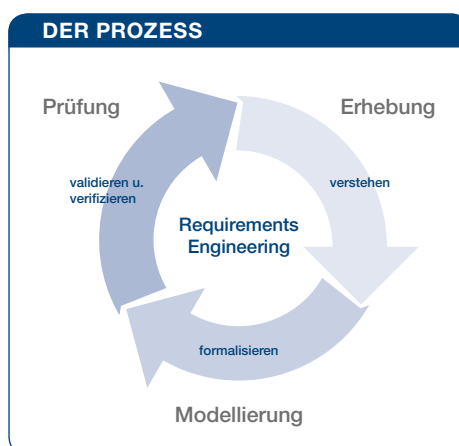 DER PROZESS
Prüfung
Erhebung
validieren u.
verifizieren
verstehen
Requirements
Engineering
formalisieren
Modellierung